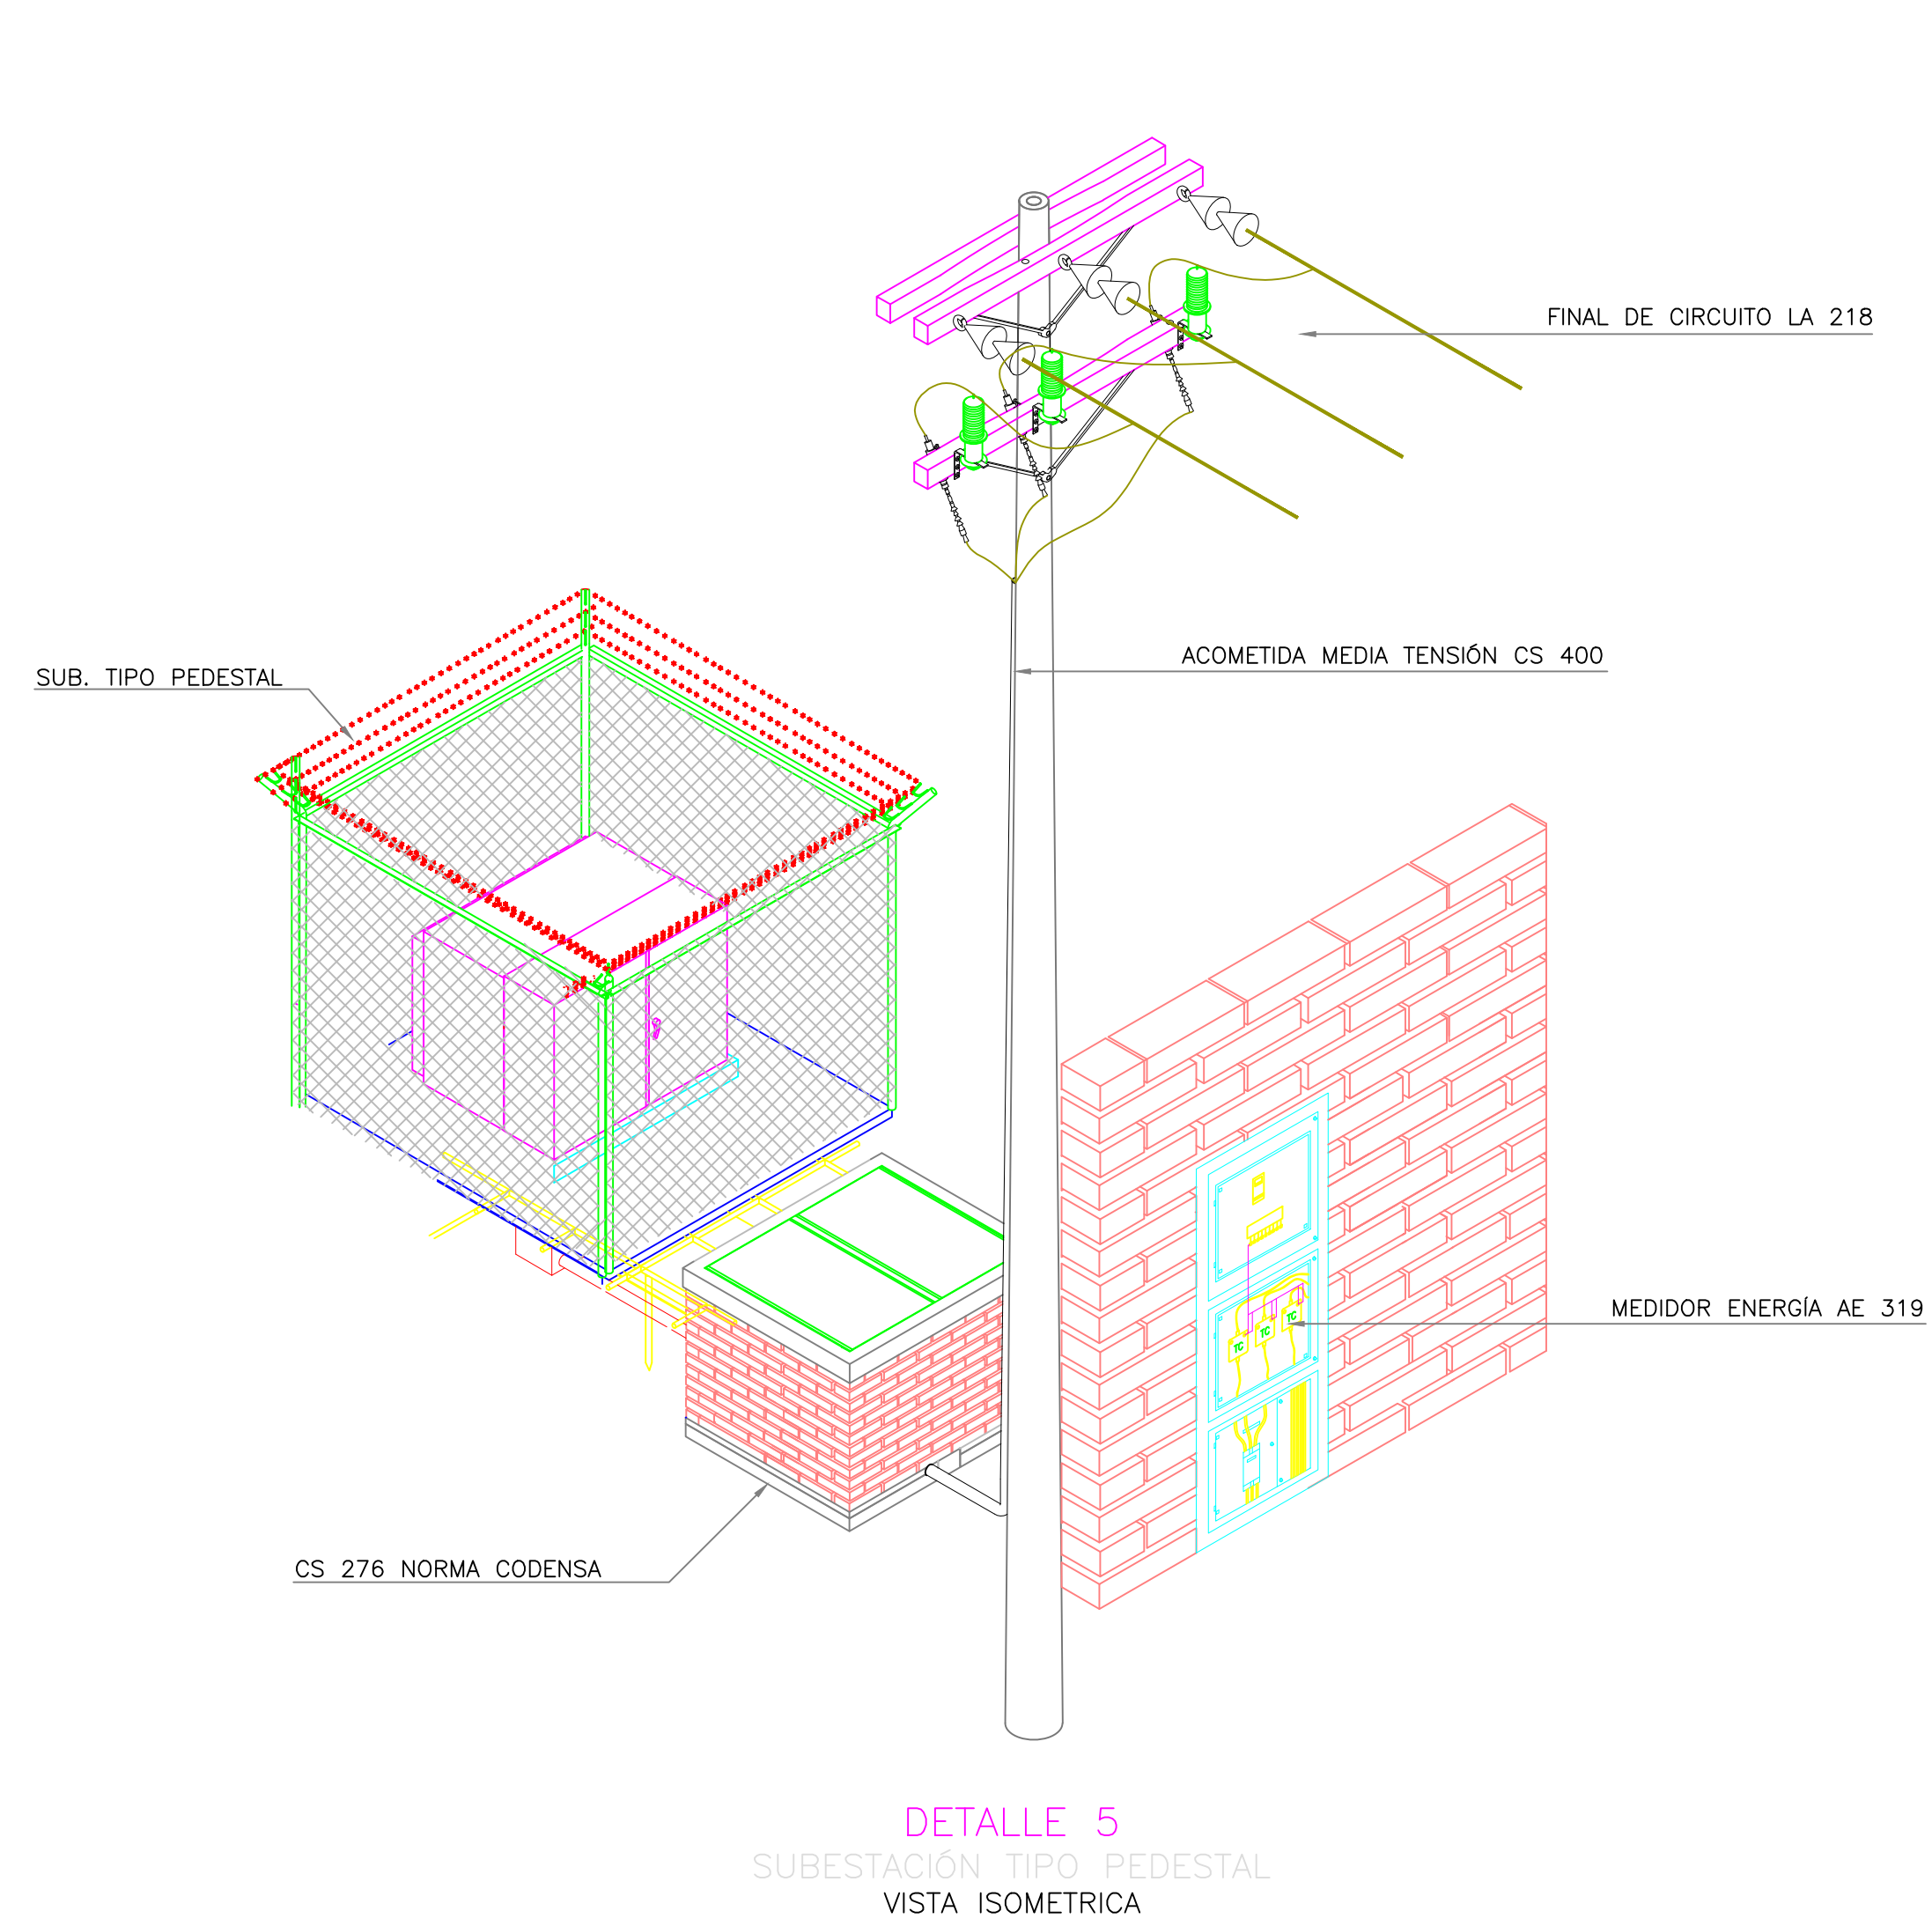 FINAL DE CIRCUITO LA 218
ACOMETIDA MEDIA TENSIÓN CS 400
SUB. TIPO PEDESTAL
MEDIDOR ENERGÍA AE 319
TC
TC
TC
CS 276 NORMA CODENSA
DETALLE 5
SUBESTACIÓN TIPO PEDESTAL
VISTA ISOMETRICA